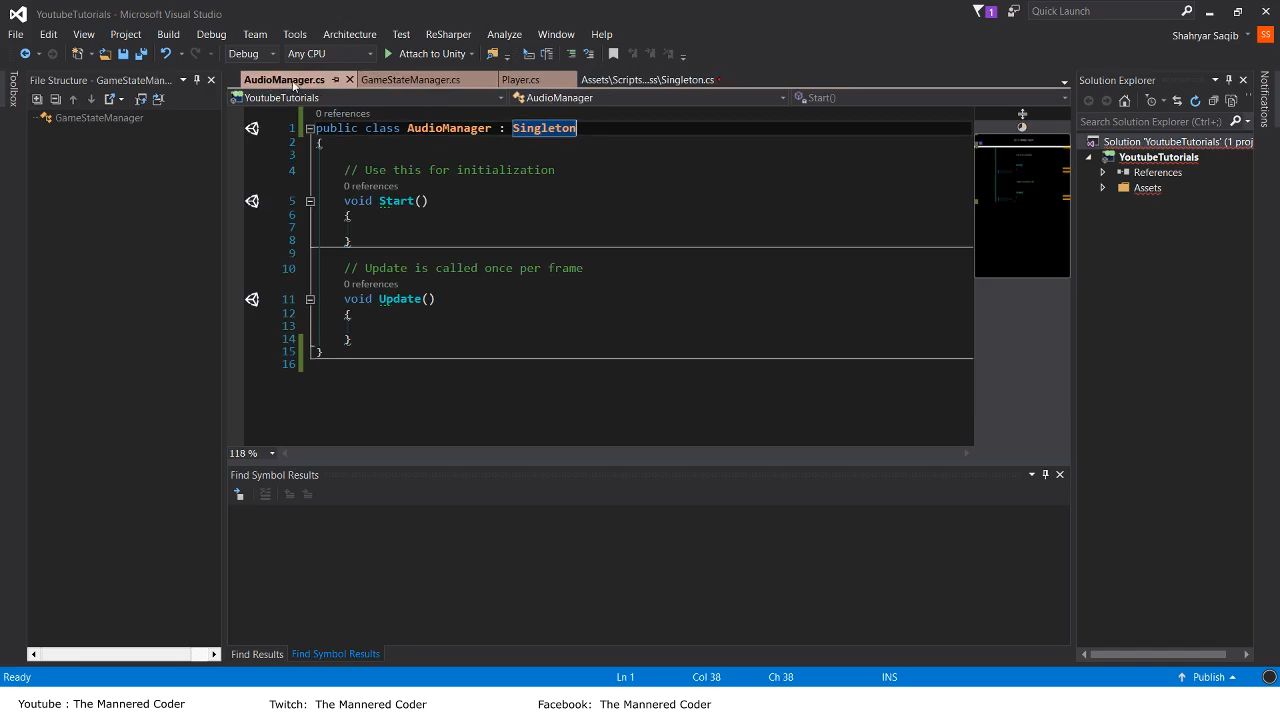 YoutubeTutorials - Microsoft Visual Studio
1
Quick Launch
File Edit View Project Build Debug Team Tools Architecture Test ReSharper Analyze Window Help
Shahryar Saqib
SS
Debug
Any CPU
Attach to Unity
Toolbox
File Structure - GameStateMan...
GameStateManager
AudioManager.cs
GameStateManager.cs
Player.cs
Assets\Scripts...ss\Singleton.cs
YoutubeTutorials
AudioManager
Start()
0 references
1 public class AudioManager : Singleton
2 {
3
4 // Use this for initialization
0 references
5 void Start()
6 {
7
8 }
9
10 // Update is called once per frame
0 references
11 void Update()
12 {
13
14 }
15 }
16
118 %
Find Symbol Results
Find Results
Find Symbol Results
Solution Explorer
Search Solution Explorer (Ctrl+;)
Solution 'YoutubeTutorials' (1 proj
YoutubeTutorials
References
Assets
Notifications
Ready
Ln 1
Col 38
Ch 38
INS
Publish
Youtube : The Mannered Coder
Twitch: The Mannered Coder
Facebook: The Mannered Coder